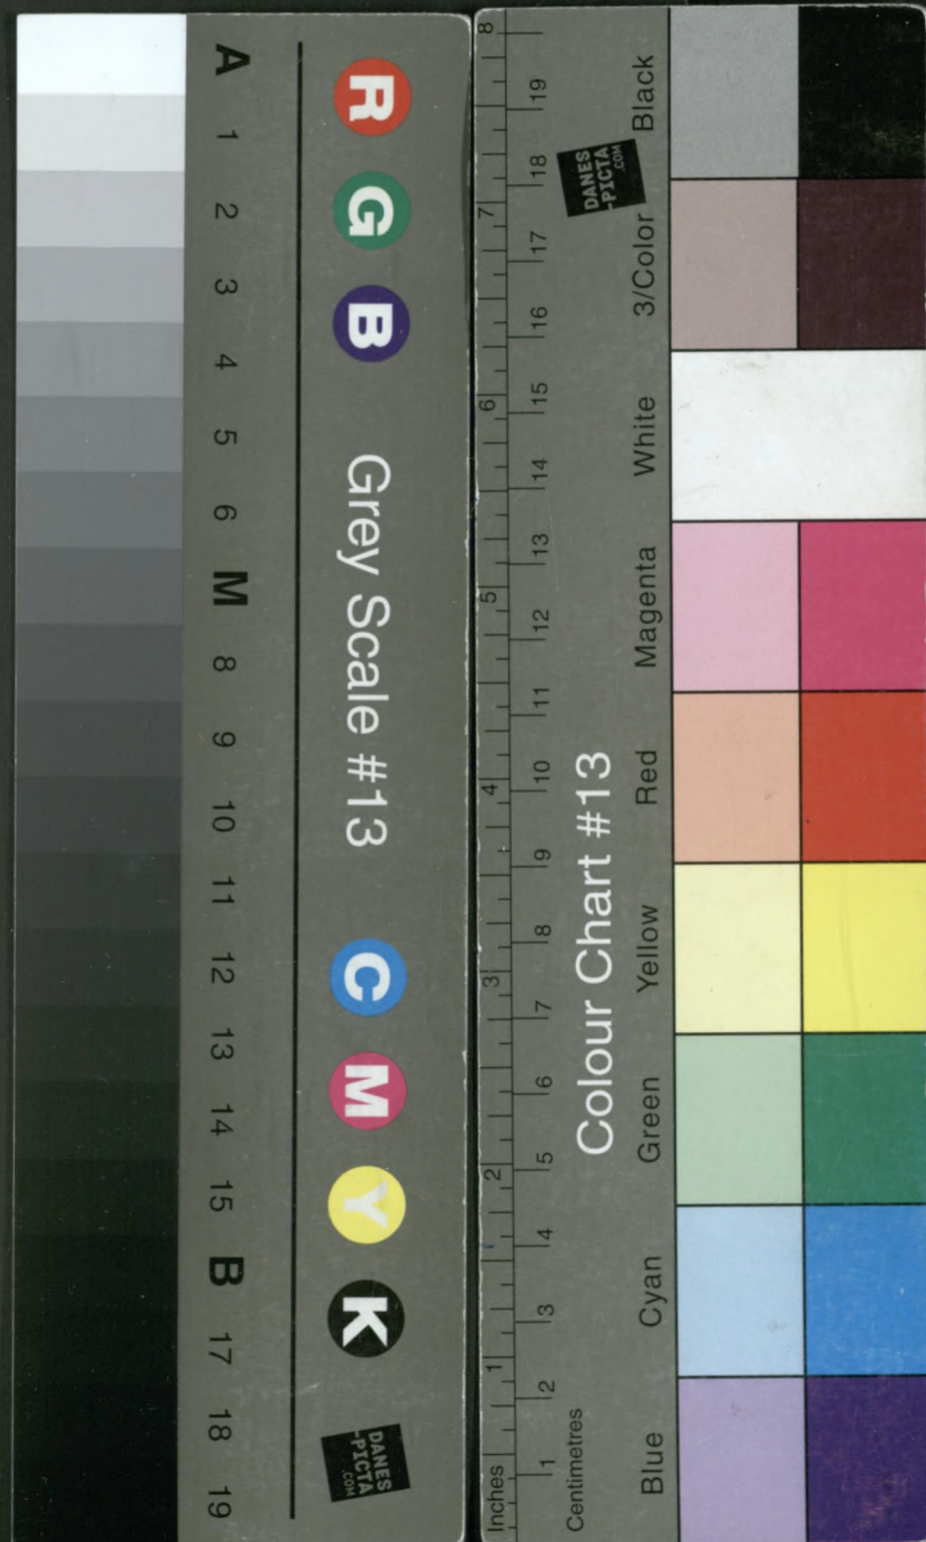 A
1
2
3
4
5
6
M
8
9
10
11
12
13
14
15
B
17
18
19
R
G
B
Grey Scale #13
C
M
Y
K
DANES
-PICTA
.COM
Inches
1
2
3
4
5
6
7
8
Centimetres
1
2
3
4
5
6
7
8
9
10
11
12
13
14
15
16
17
18
19
Colour Chart #13
DANES
-PICTA
.COM
Blue
Cyan
Green
Yellow
Red
Magenta
White
3/Color
Black